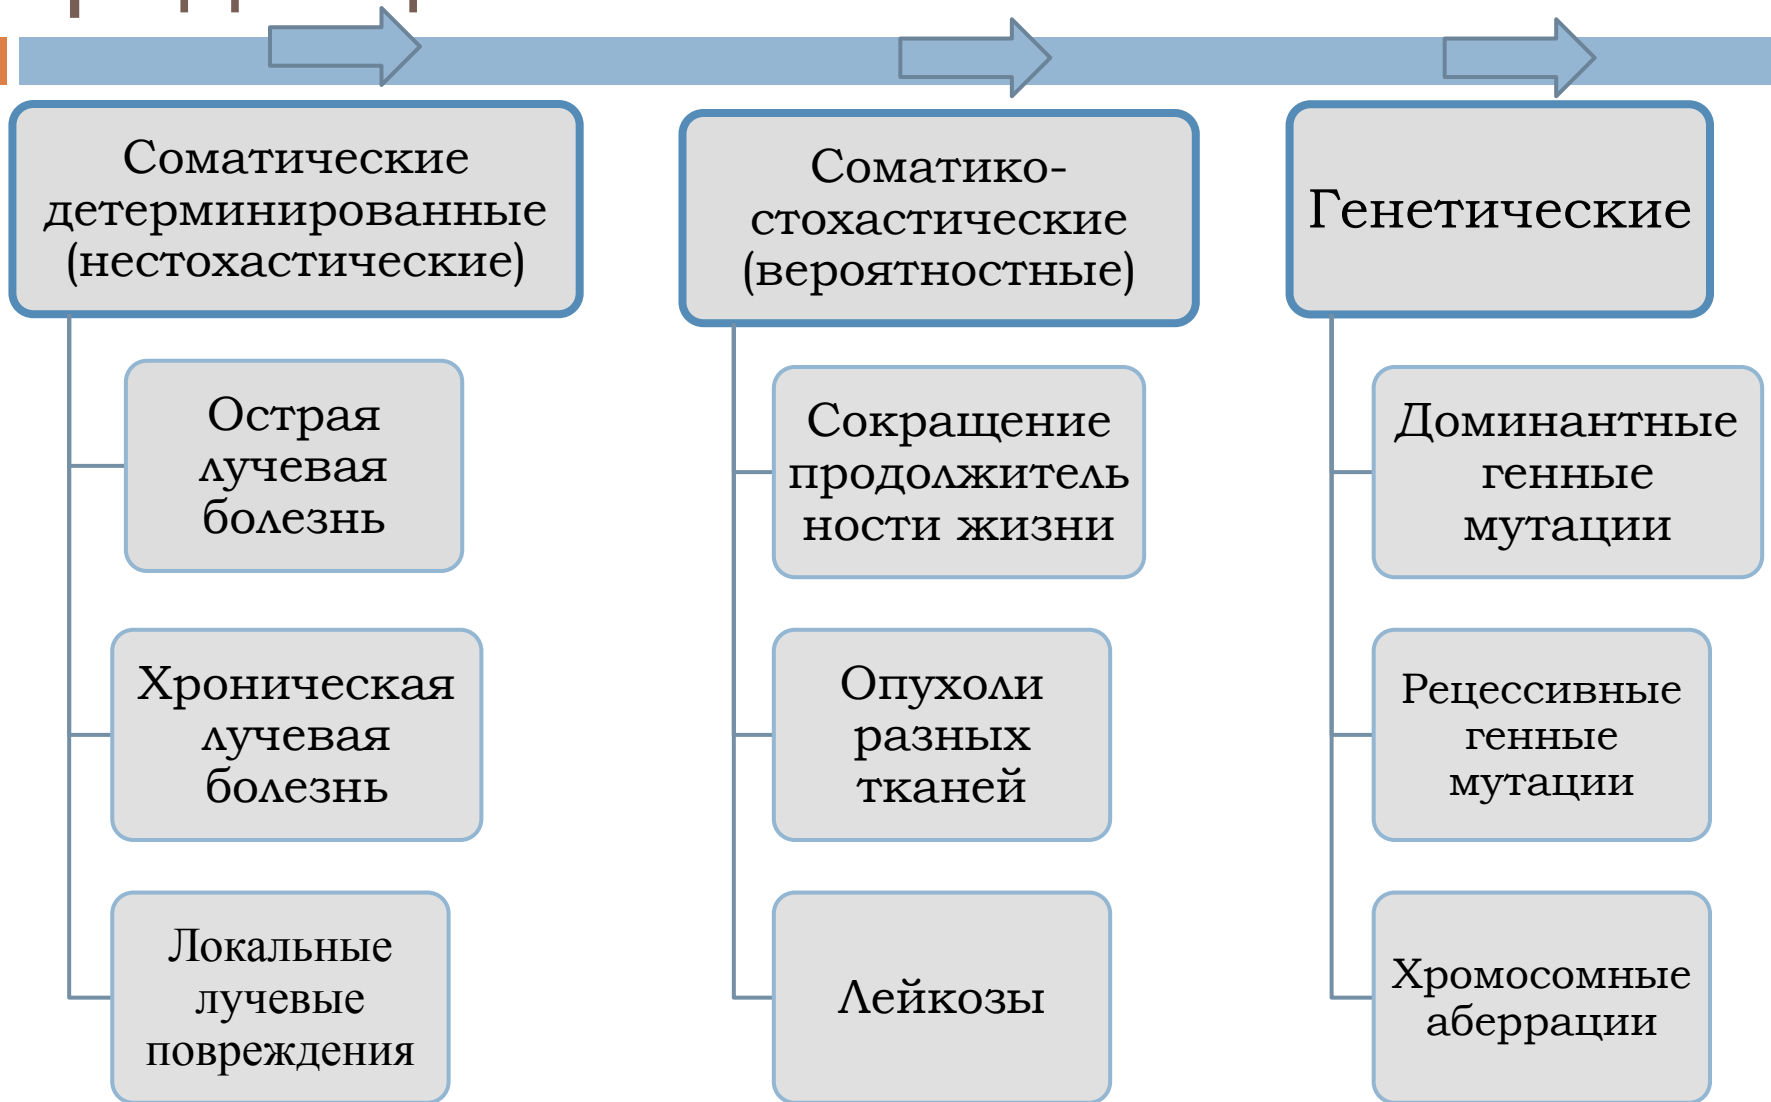 Соматические
детерминированные
(нестохастические)
Острая
лучевая
болезнь
Хроническая
лучевая
болезнь
Локальные
лучевые
повреждения
Соматико-
стохастические
(вероятностные)
Сокращение
продолжитель
ности жизни
Опухоли
разных
тканей
Лейкозы
Генетические
Доминантные
генные
мутации
Рецессивные
генные
мутации
Хромосомные
аберрации